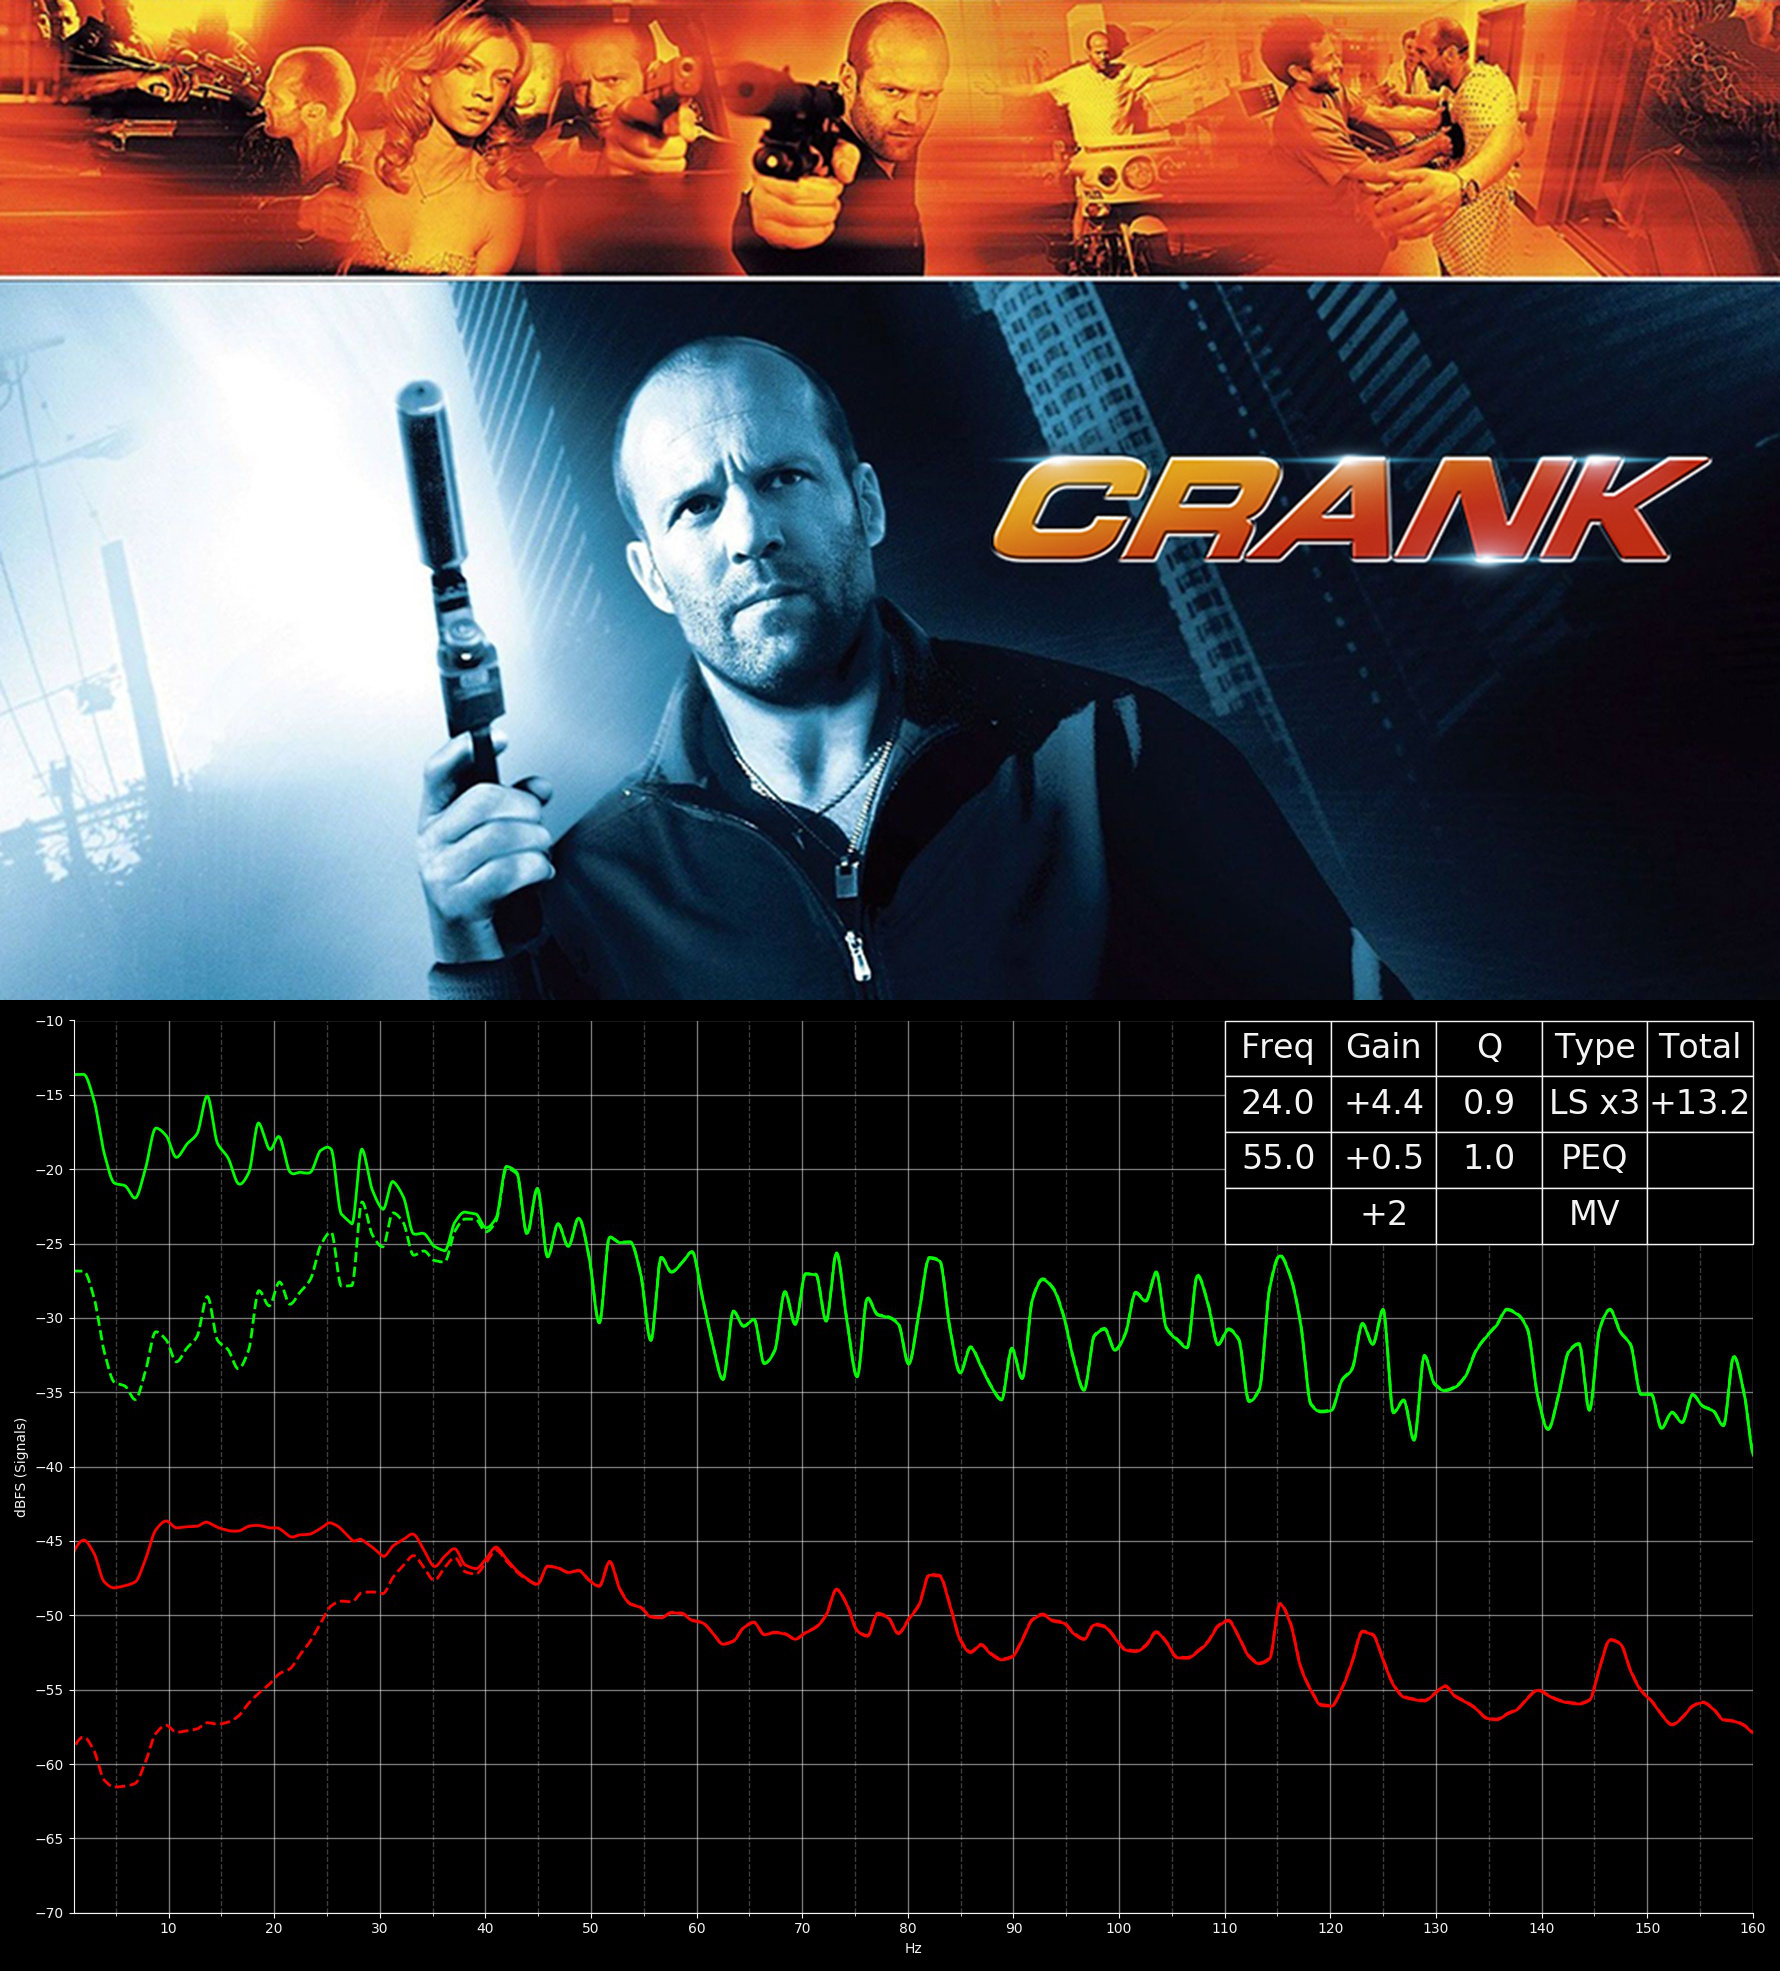 CRANK
Freq Gain Q Type Total
24.0 +4.4 0.9 LS x3 +13.2
55.0 +0.5 1.0 PEQ
+2 MV
−10
−15
−20
−25
−30
−35
−40
−45
−50
−55
−60
−65
−70
dBFS (Signals)
10 20 30 40 50 60 70 80 90 100 110 120 130 140 150 160
Hz